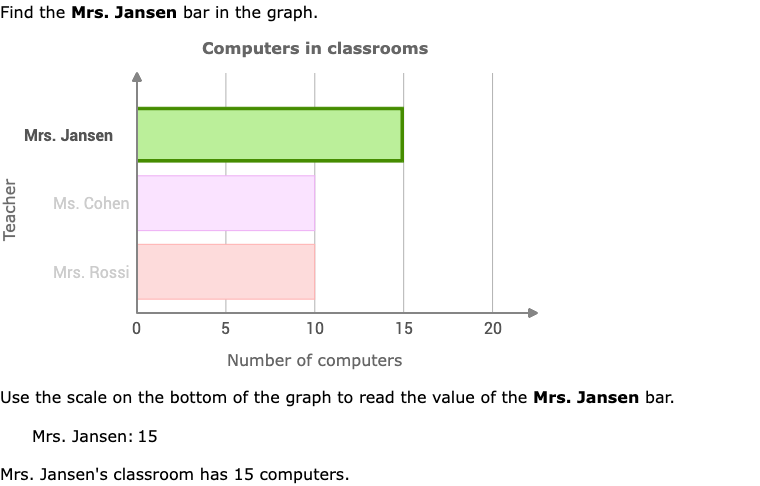 Find the Mrs. Jansen bar in the graph.
Computers in classrooms
Teacher
Mrs. Jansen
Ms. Cohen
Mrs. Rossi
0 5 10 15 20
Number of computers
Use the scale on the bottom of the graph to read the value of the Mrs. Jansen bar.
Mrs. Jansen: 15
Mrs. Jansen's classroom has 15 computers.